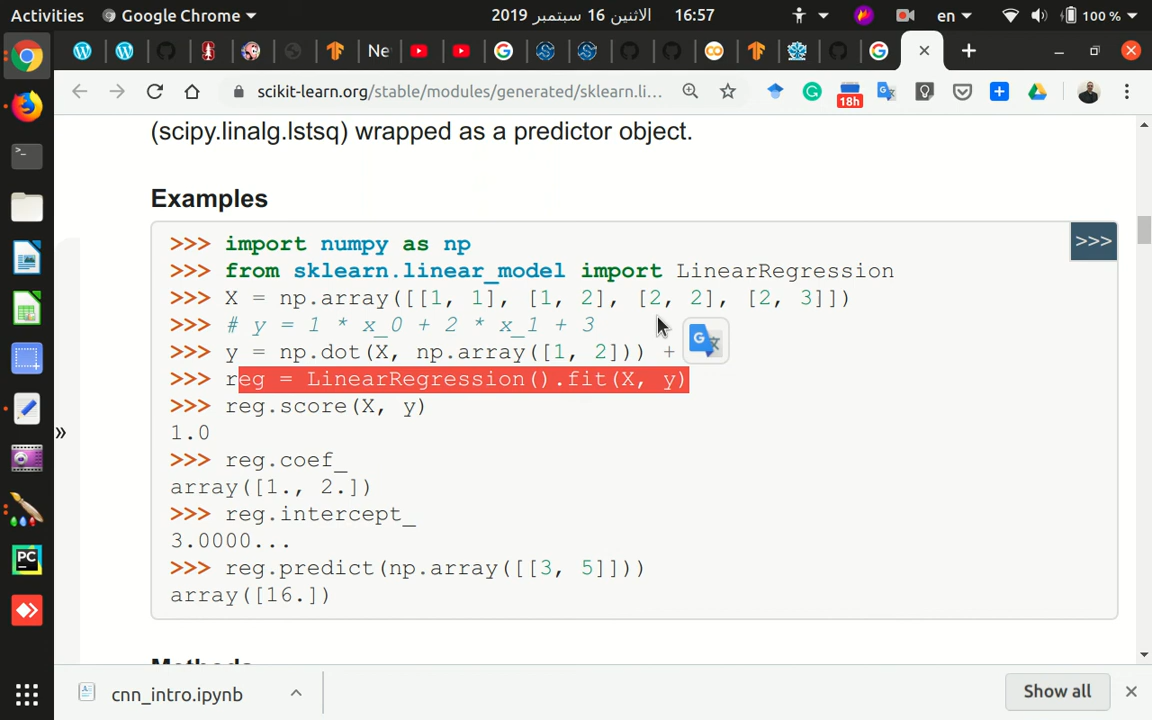 Activities
Google Chrome
الاثنين 16 سبتمبر 2019
16:57
en
100 %
Ne
scikit-learn.org/stable/modules/generated/sklearn.li...
18h
(scipy.linalg.lstsq) wrapped as a predictor object.
Examples
>>>
>>> import numpy as np
>>> from sklearn.linear_model import LinearRegression
>>> X = np.array([[1, 1], [1, 2], [2, 2], [2, 3]])
>>> # y = 1 * x_0 + 2 * x_1 + 3
>>> y = np.dot(X, np.array([1, 2])) +
>>> reg = LinearRegression().fit(X, y)
>>> reg.score(X, y)
1.0
>>> reg.coef_
array([1., 2.])
>>> reg.intercept_
3.0000...
>>> reg.predict(np.array([[3, 5]]))
array([16.])
Methods
cnn_intro.ipynb
Show all